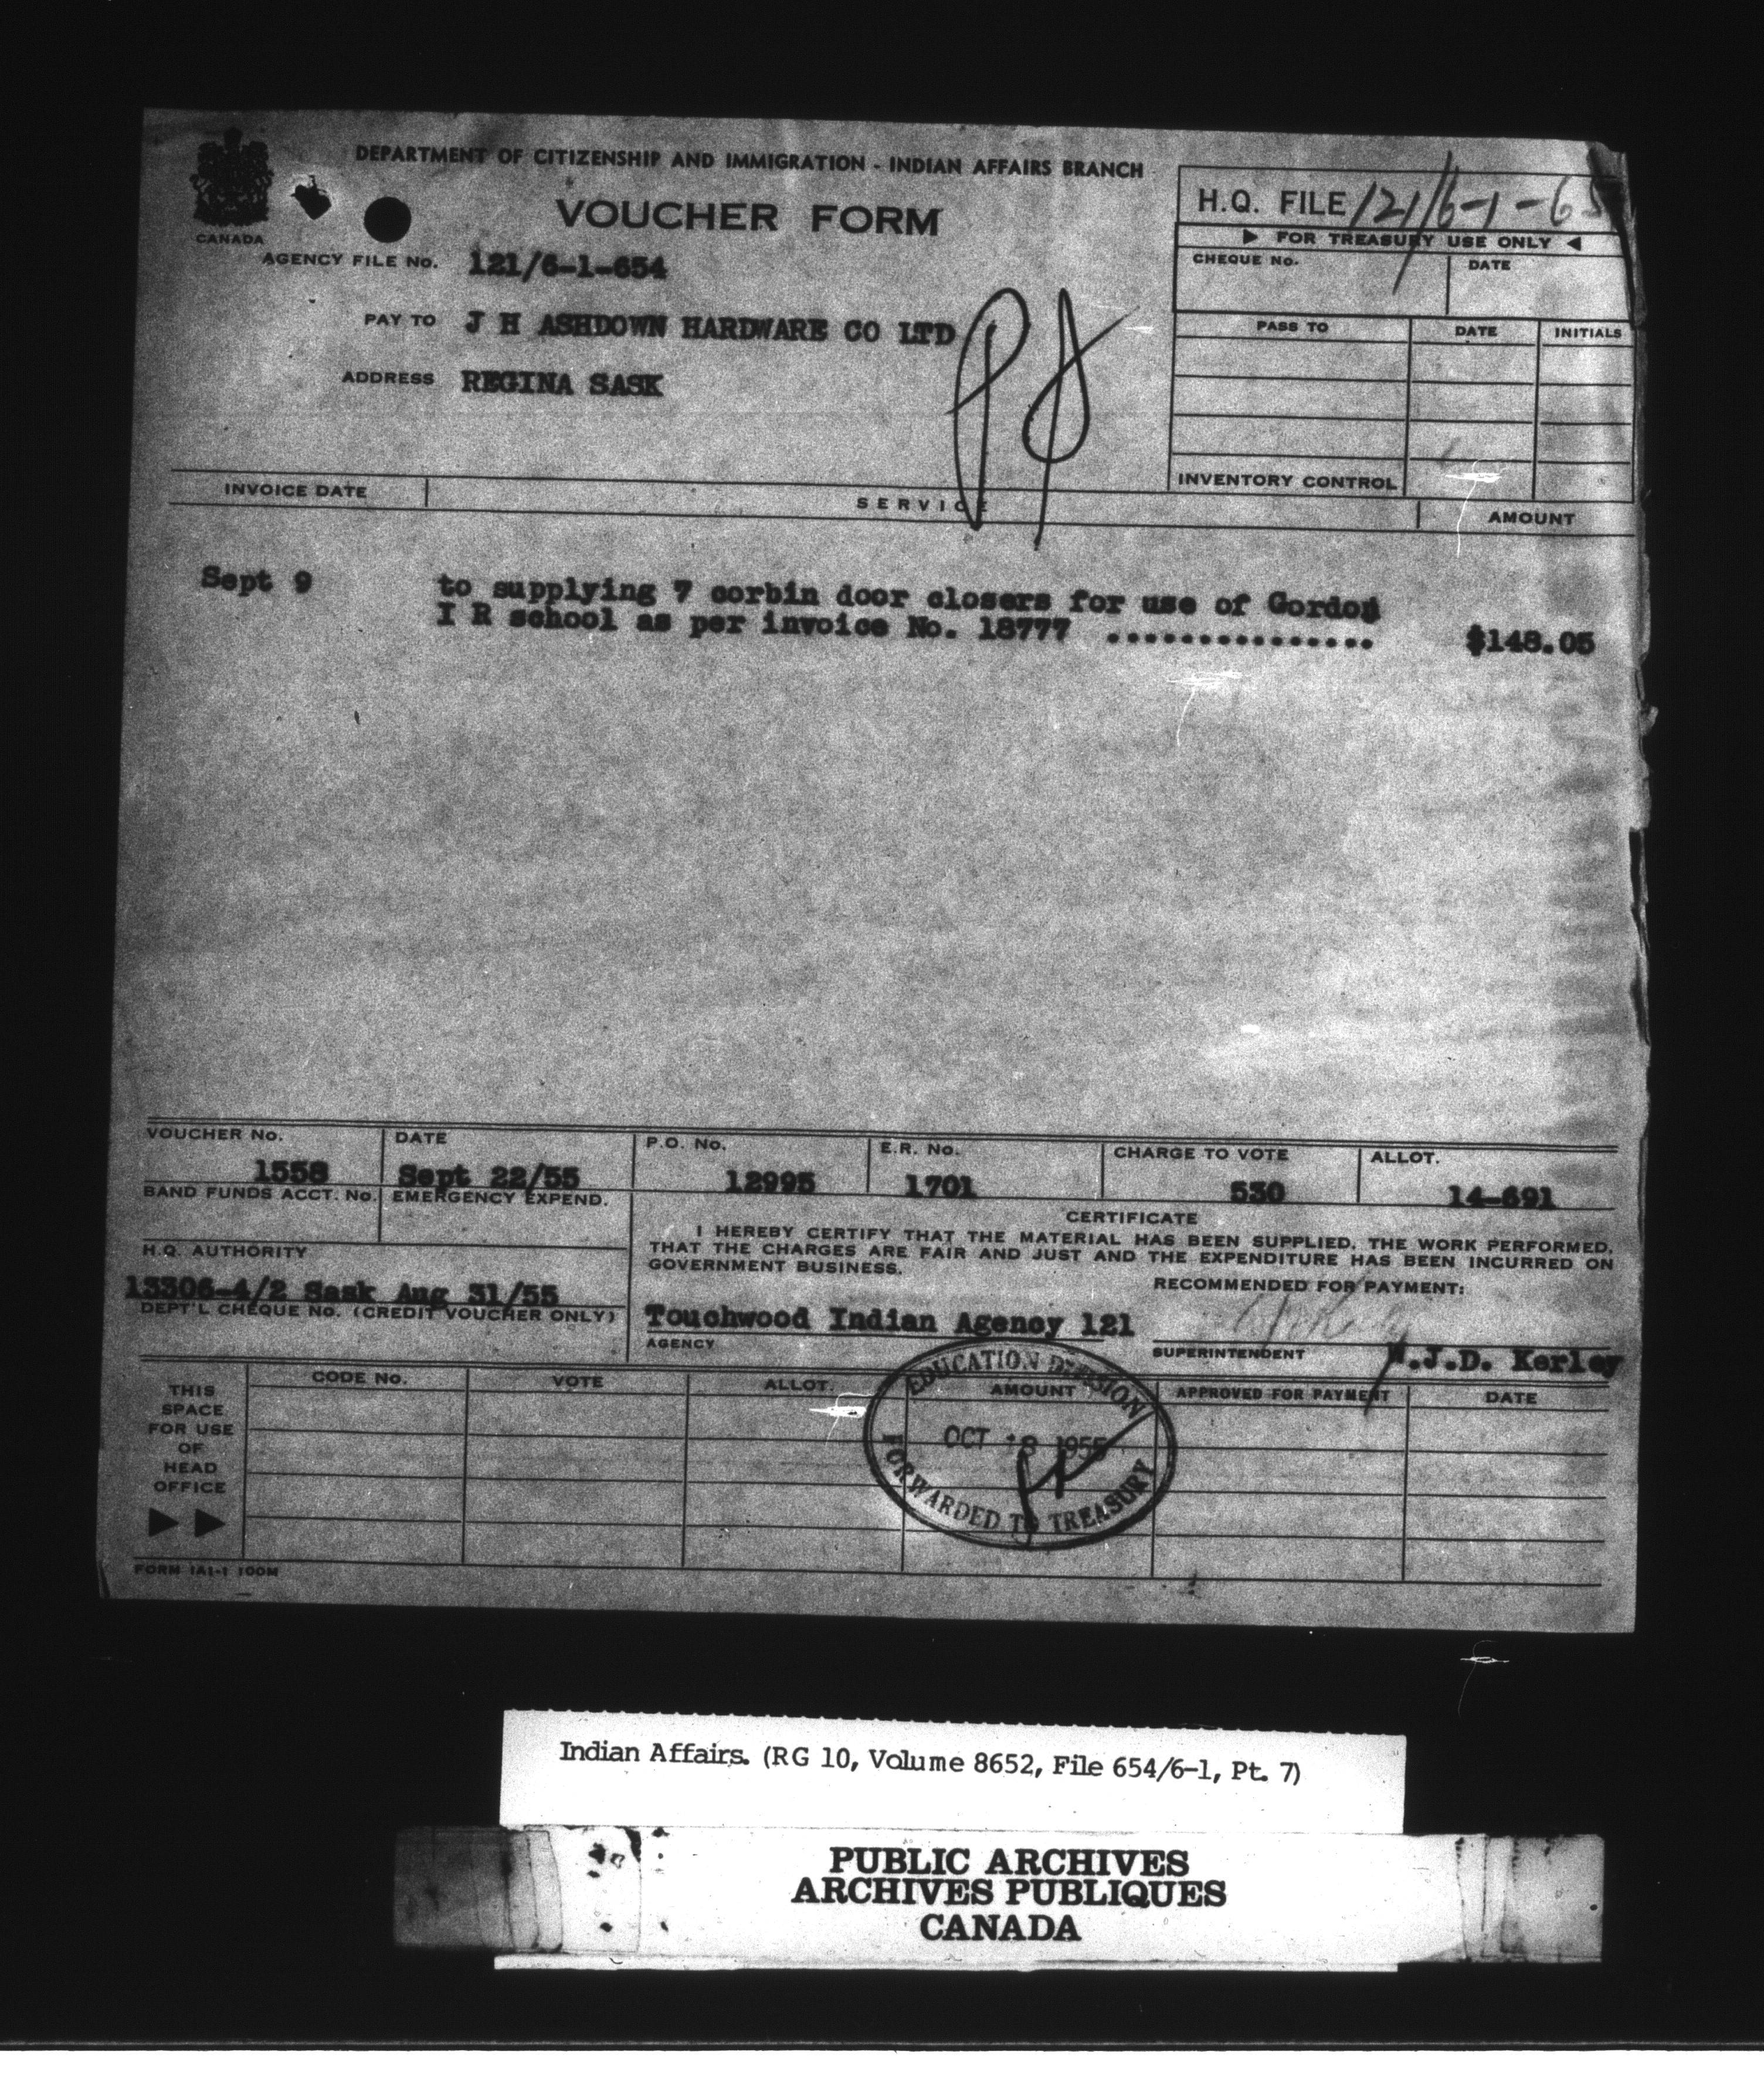 DEPARTMENT OF CITIZENSHIP AND IMMIGRATION - INDIAN AFFAIRS BRANCH
VOUCHER FORM
CANADA
H.Q. FILE 121/6-1-65
▶ FOR TREASURY USE ONLY ◀
CHEQUE No. DATE
AGENCY FILE No. 121/6-1-654
PAY TO J H ASHDOWN HARDWARE CO LTD
ADDRESS REGINA SASK
PASS TO DATE INITIALS
INVENTORY CONTROL
INVOICE DATE SERVICE AMOUNT
Sept 9 to supplying 7 corbin door closers for use of Gordon
I R school as per invoice No. 18777 ............... $148.05
VOUCHER No. DATE P.O. No. E.R. No. CHARGE TO VOTE ALLOT.
1558 Sept 22/55 12995 1701 530 14-691
BAND FUNDS ACCT. No. EMERGENCY EXPEND.
CERTIFICATE
I HEREBY CERTIFY THAT THE MATERIAL HAS BEEN SUPPLIED, THE WORK PERFORMED,
THAT THE CHARGES ARE FAIR AND JUST AND THE EXPENDITURE HAS BEEN INCURRED ON
GOVERNMENT BUSINESS.
H.Q. AUTHORITY
13306-4/2 Sask Aug 31/55
DEPT'L CHEQUE No. (CREDIT VOUCHER ONLY)
RECOMMENDED FOR PAYMENT:
Touchwood Indian Agency 121
AGENCY
SUPERINTENDENT .J.D. Kerley
THIS
SPACE
FOR USE
OF
HEAD
OFFICE
▶▶
CODE No. VOTE ALLOT. AMOUNT APPROVED FOR PAYMENT DATE
EDUCATION DIVISION
OCT 18 1955
FORWARDED TO TREASURY
FORM 1A1-1 100M
Indian Affairs. (RG 10, Volume 8652, File 654/6-1, Pt. 7)
PUBLIC ARCHIVES
ARCHIVES PUBLIQUES
CANADA